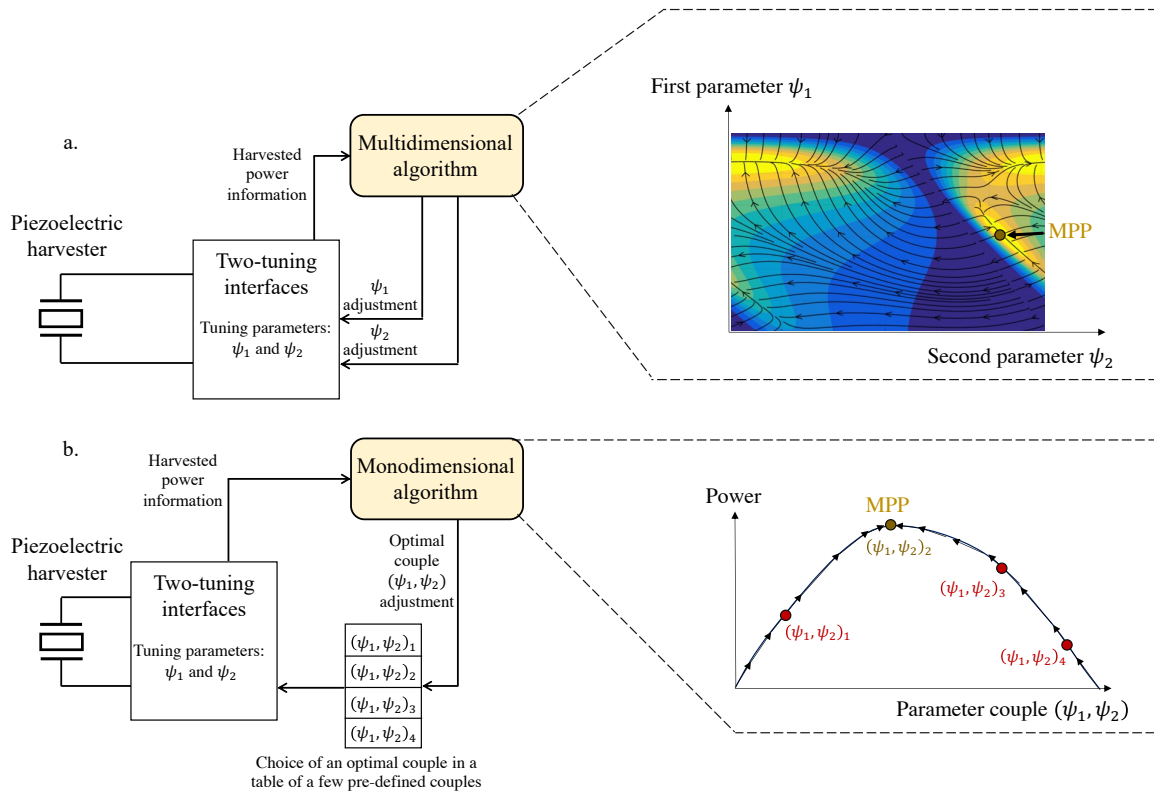 a.
Piezoelectric
harvester
Harvested
power
information
Multidimensional
algorithm
Two-tuning
interfaces
Tuning parameters:
ψ₁ and ψ₂
ψ₁
adjustment
ψ₂
adjustment
First parameter ψ₁
MPP
Second parameter ψ₂
b.
Piezoelectric
harvester
Harvested
power
information
Monodimensional
algorithm
Two-tuning
interfaces
Tuning parameters:
ψ₁ and ψ₂
Optimal
couple
(ψ₁, ψ₂)
adjustment
(ψ₁, ψ₂)₁
(ψ₁, ψ₂)₂
(ψ₁, ψ₂)₃
(ψ₁, ψ₂)₄
Choice of an optimal couple in a
table of a few pre-defined couples
Power
MPP
(ψ₁, ψ₂)₂
(ψ₁, ψ₂)₃
(ψ₁, ψ₂)₁
(ψ₁, ψ₂)₄
Parameter couple (ψ₁, ψ₂)